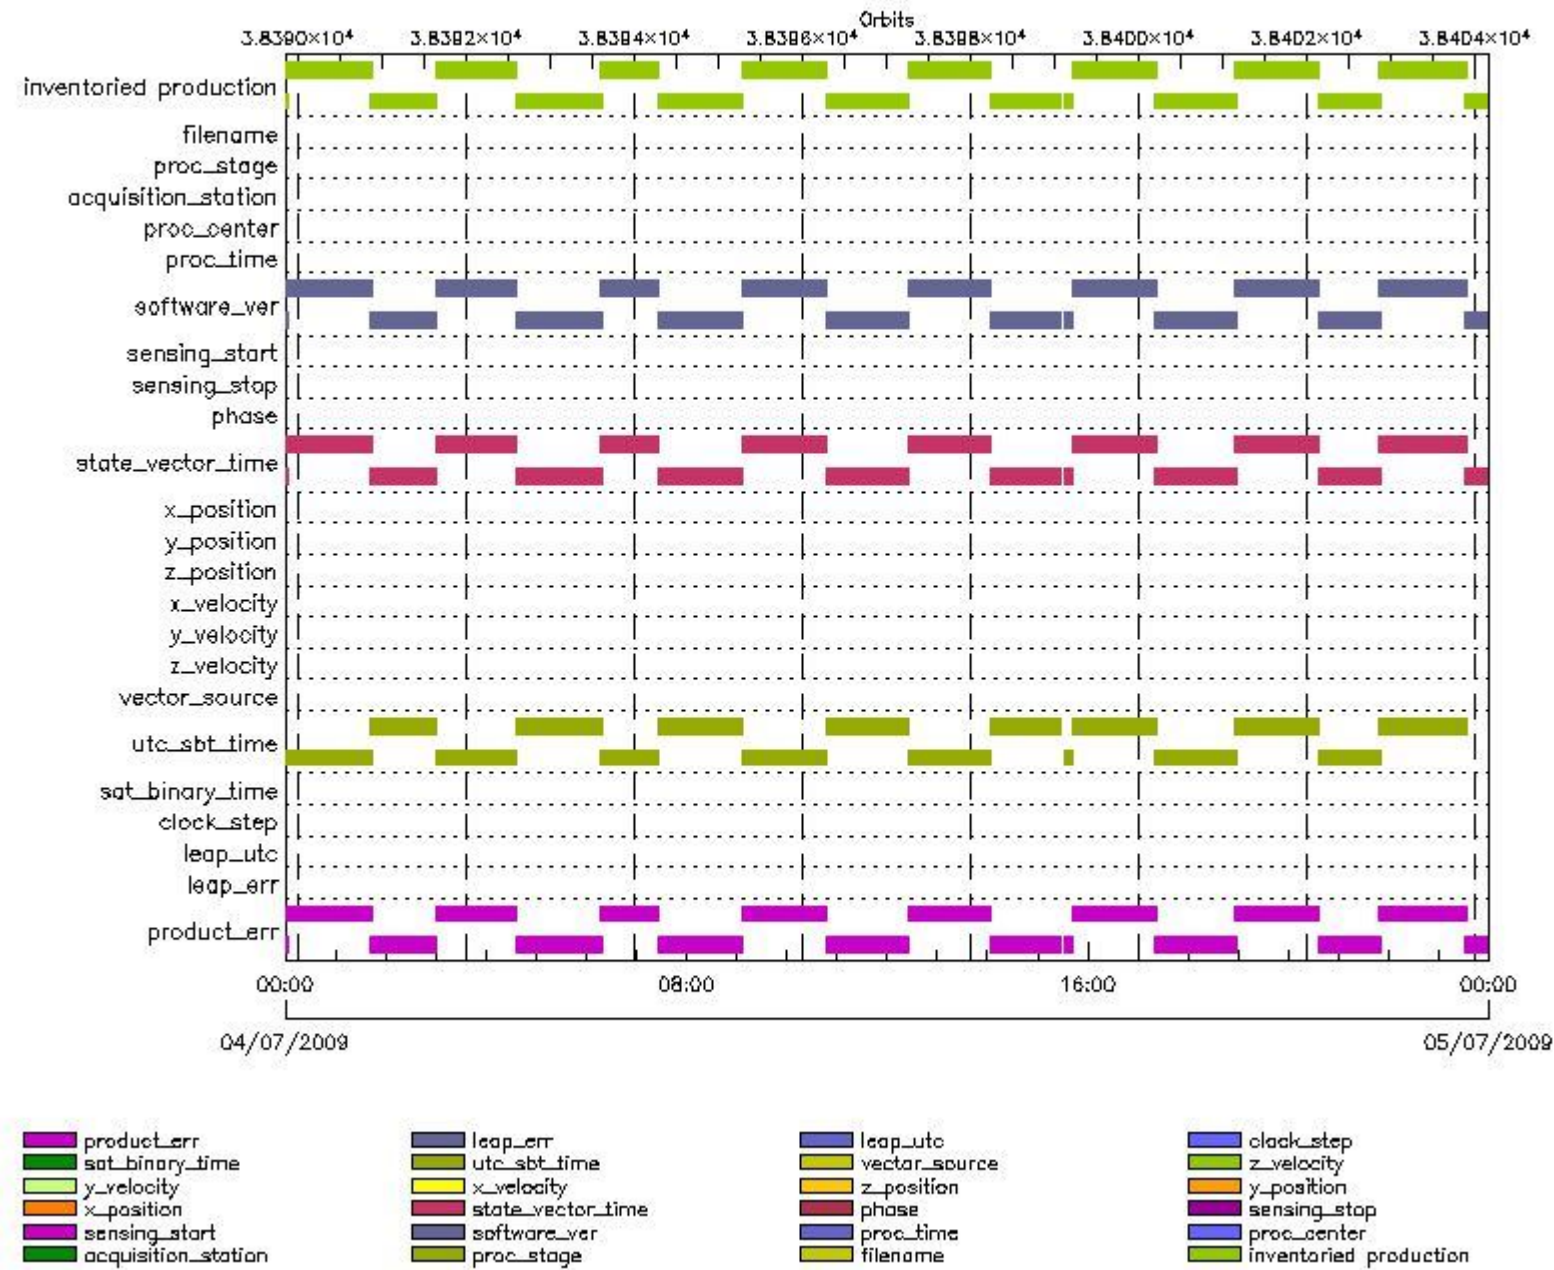 Orbits
3.8390×10⁴ 3.8392×10⁴ 3.8394×10⁴ 3.8396×10⁴ 3.8398×10⁴ 3.8400×10⁴ 3.8402×10⁴ 3.8404×10⁴
inventoried production
filename
proc_stage
acquisition_station
proc_center
proc_time
software_ver
sensing_start
sensing_stop
phase
state_vector_time
x_position
y_position
z_position
x_velocity
y_velocity
z_velocity
vector_source
utc_sbt_time
sat_binary_time
clock_step
leap_utc
leap_err
product_err
00:00 08:00 16:00 00:00
04/07/2009 05/07/2009
product_err leap_err leap_utc clock_step
sat_binary_time utc_sbt_time vector_source z_velocity
y_velocity x_velocity z_position y_position
x_position state_vector_time phase sensing_stop
sensing_start software_ver proc_time proc_center
acquisition_station proc_stage filename inventoried production